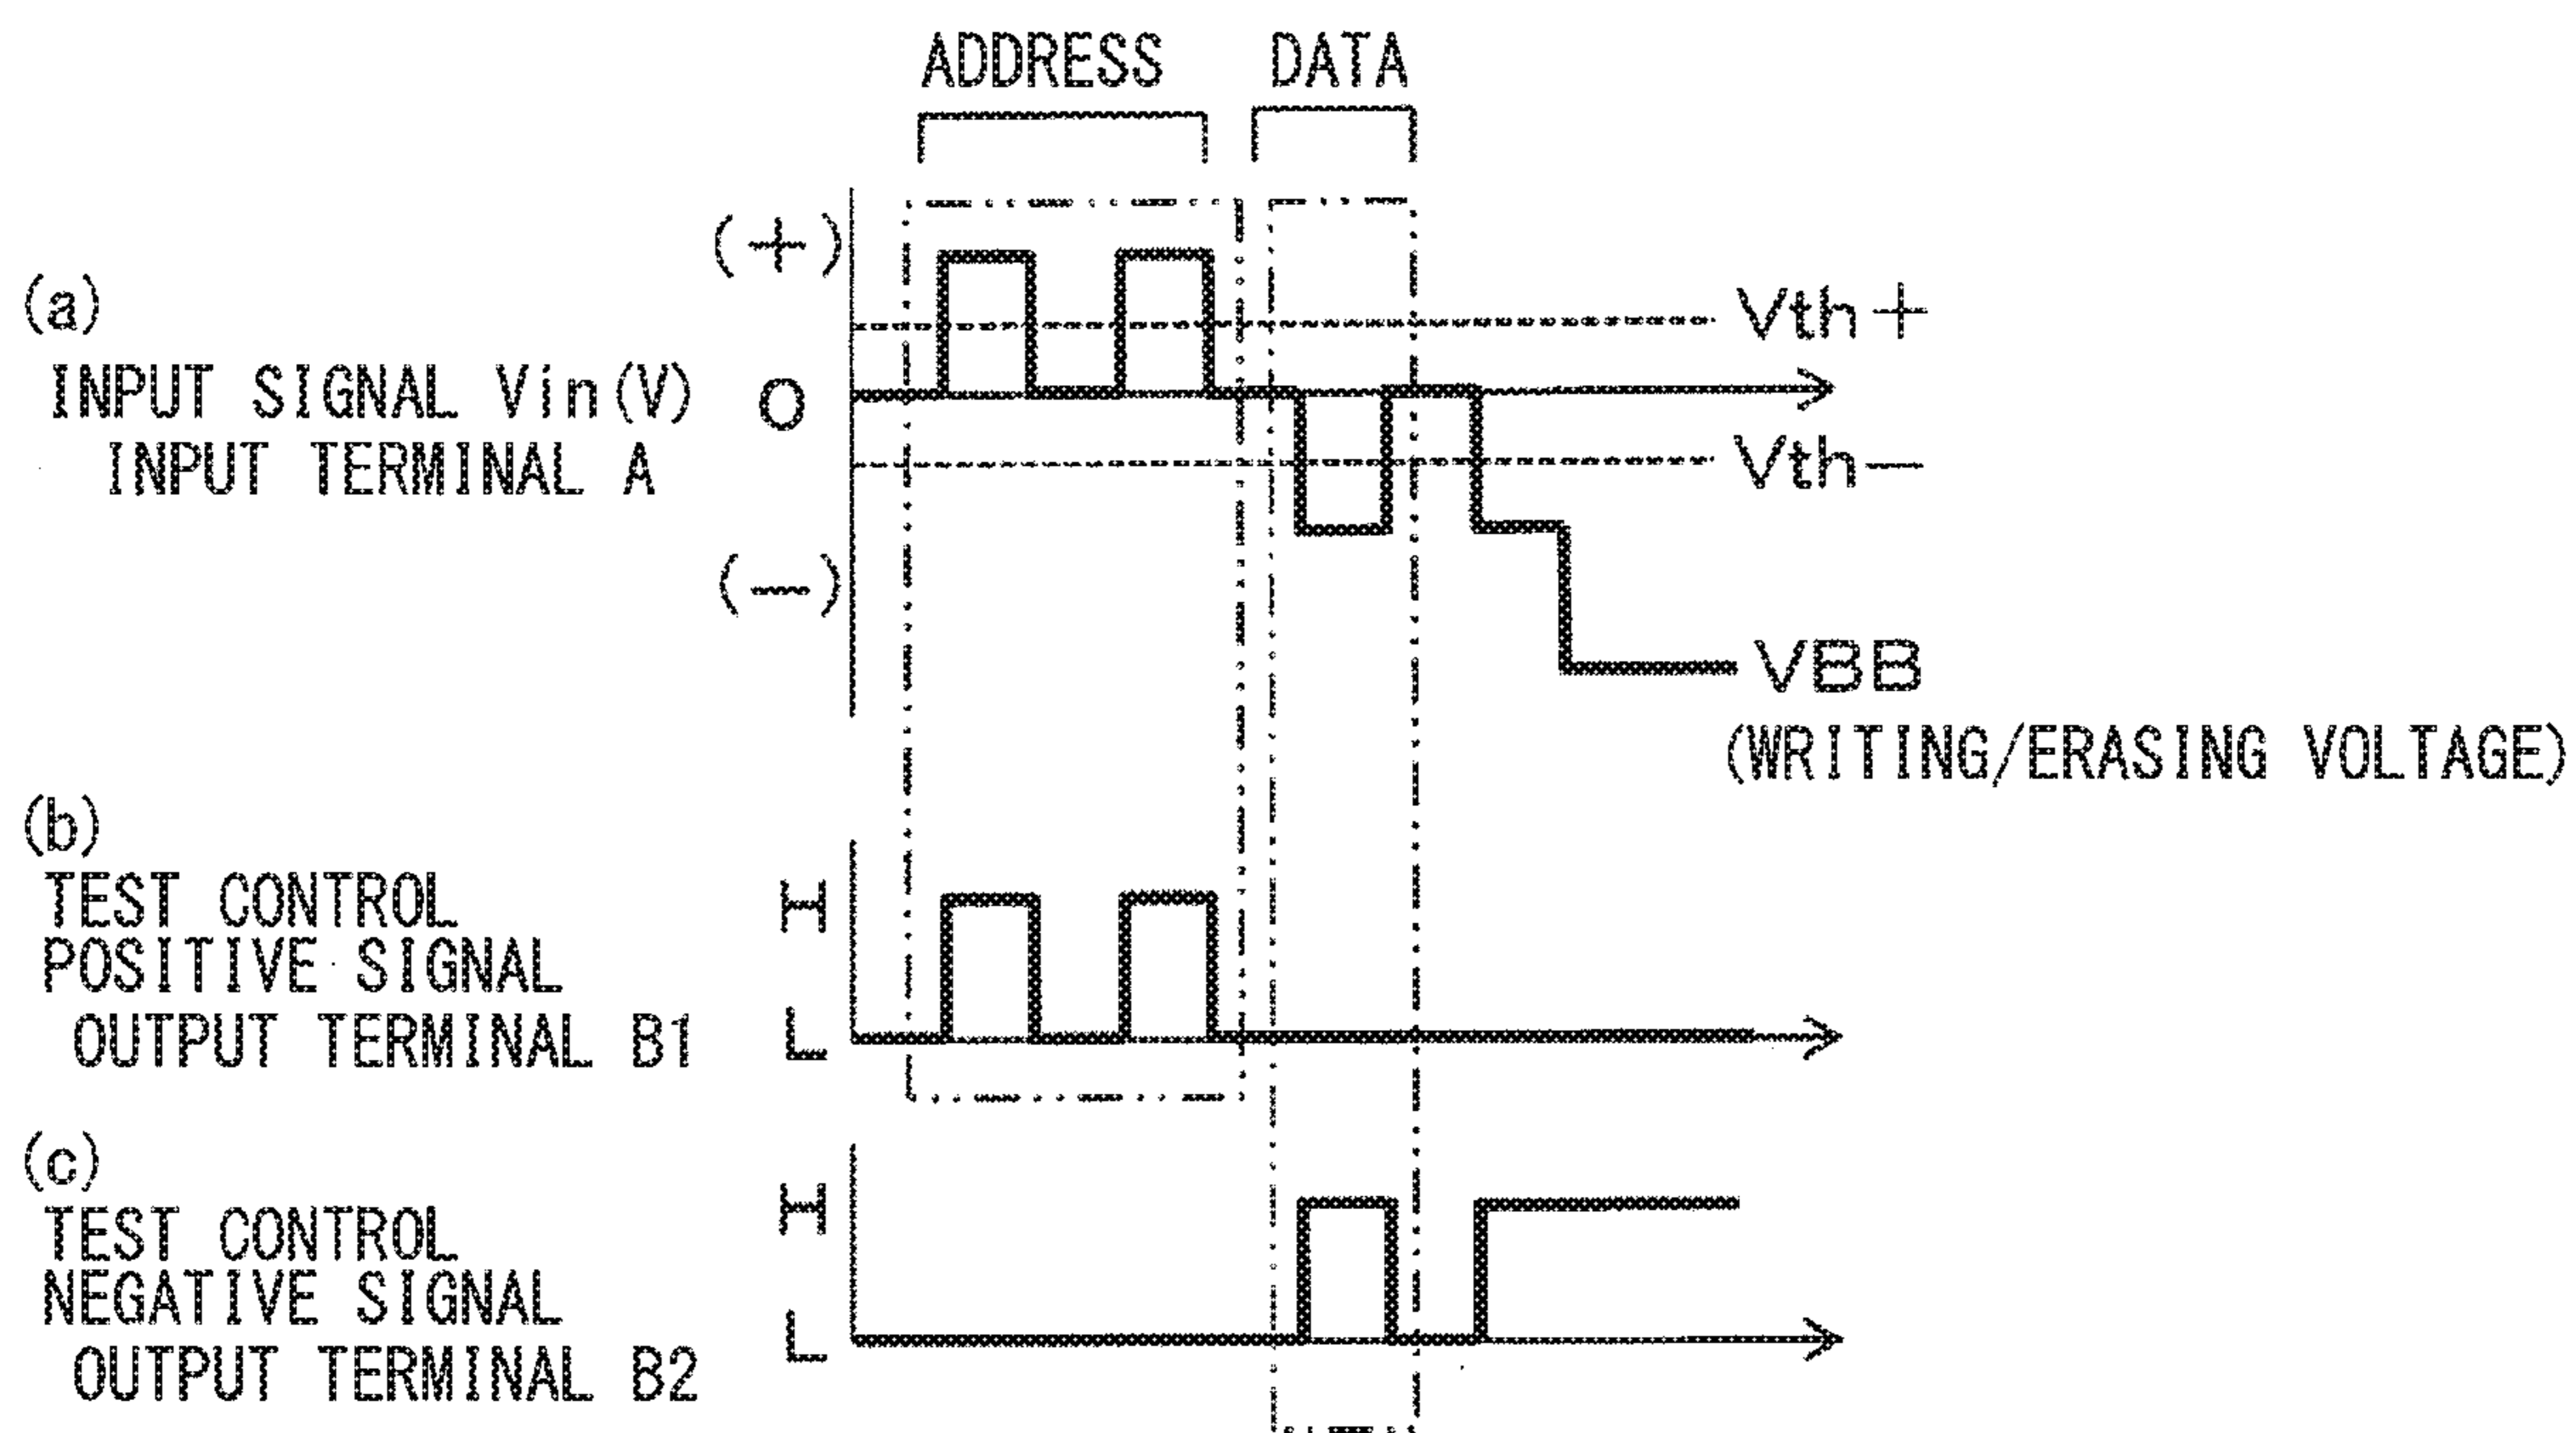 ADDRESS DATA
(a)
(+)
Vth+
INPUT SIGNAL Vin(V) 0
INPUT TERMINAL A
Vth−
(−)
VBB
(WRITING/ERASING VOLTAGE)
(b)
TEST CONTROL
H
POSITIVE SIGNAL
OUTPUT TERMINAL B1
L
(c)
TEST CONTROL
H
NEGATIVE SIGNAL
OUTPUT TERMINAL B2
L